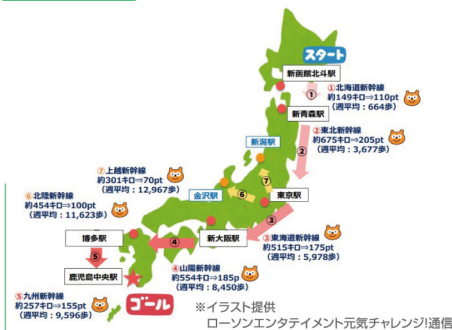 スタート
新函館北斗駅
①
①北海道新幹線
約149キロ⇒110pt
(週平均:664歩)
新青森駅
②東北新幹線
約675キロ⇒205pt
(週平均:3,677歩)
②
新潟駅
⑦上越新幹線
約301キロ⇒70pt
(週平均:12,967歩)
⑦
金沢駅
⑥
東京駅
⑥北陸新幹線
約454キロ⇒100pt
(週平均:11,623歩)
③
③東海道新幹線
約515キロ⇒175pt
(週平均:5,978歩)
博多駅
④
新大阪駅
⑤
④山陽新幹線
約554キロ⇒185p
(週平均:8,450歩)
鹿児島中央駅
ゴール
⑤九州新幹線
約257キロ⇒155pt
(週平均:9,596歩)
※イラスト提供
ローソンエンタテイメント元気チャレンジ!通信